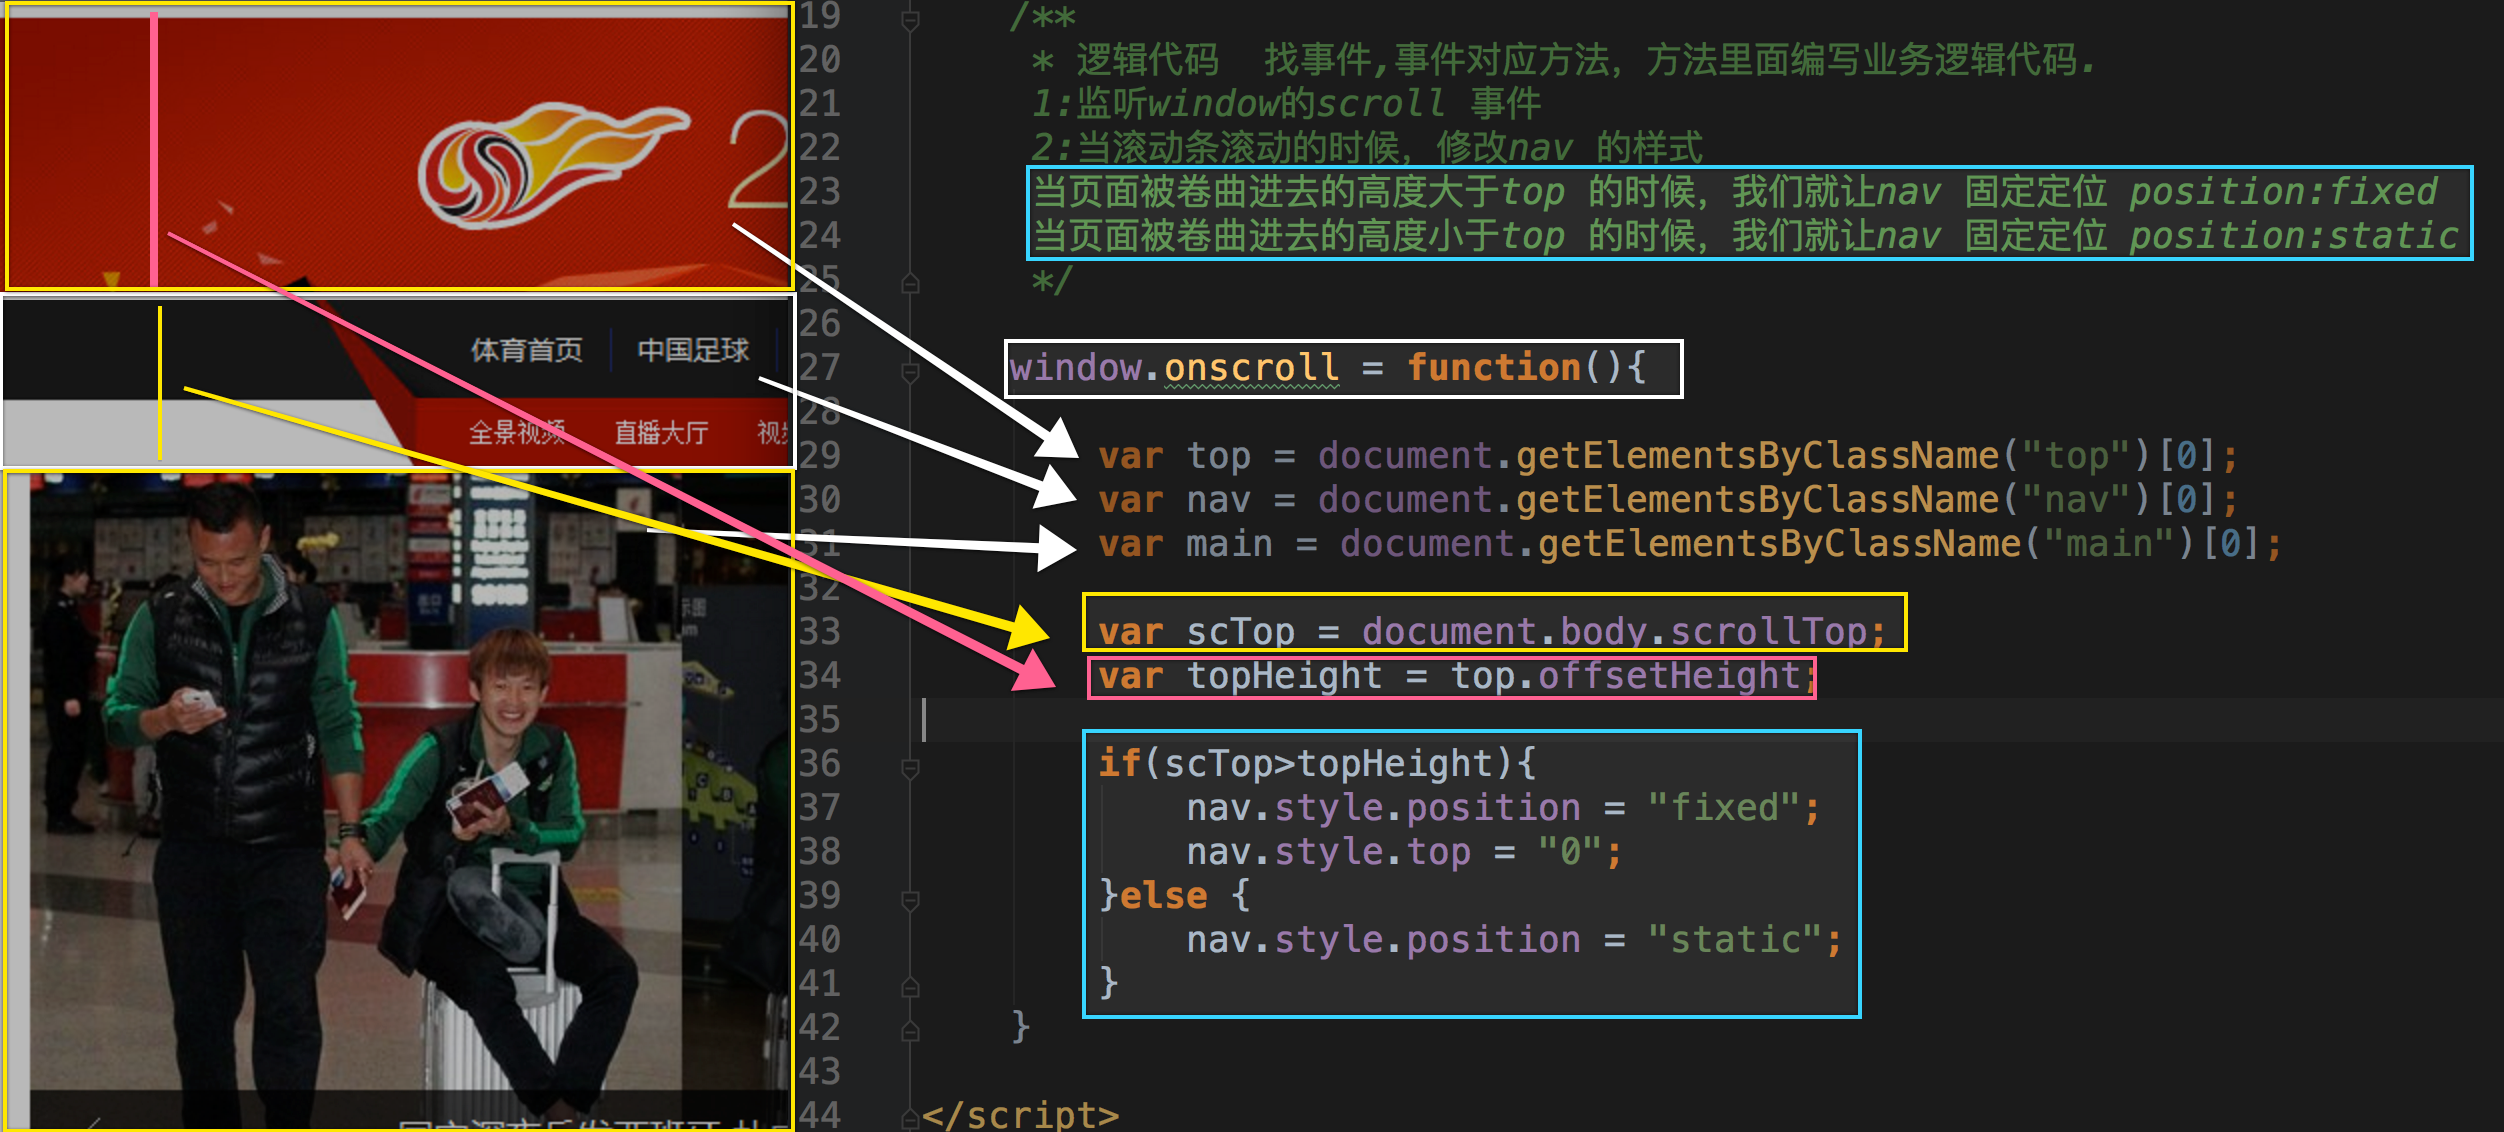 2
体育首页
中国足球
全景视频
直播大厅
19 /**
20 * 逻辑代码 找事件,事件对应方法, 方法里面编写业务逻辑代码.
21 1:监听window的scroll 事件
22 2:当滚动条滚动的时候, 修改nav 的样式
23 当页面被卷曲进去的高度大于top 的时候, 我们就让nav 固定定位 position:fixed
24 当页面被卷曲进去的高度小于top 的时候, 我们就让nav 固定定位 position:static
25 */
26
27 window.onscroll = function(){
28
29 var top = document.getElementsByClassName("top")[0];
30 var nav = document.getElementsByClassName("nav")[0];
31 var main = document.getElementsByClassName("main")[0];
32
33 var scTop = document.body.scrollTop;
34 var topHeight = top.offsetHeight;
35
36 if(scTop>topHeight){
37 nav.style.position = "fixed";
38 nav.style.top = "0";
39 }else {
40 nav.style.position = "static";
41 }
42 }
43
44 </script>